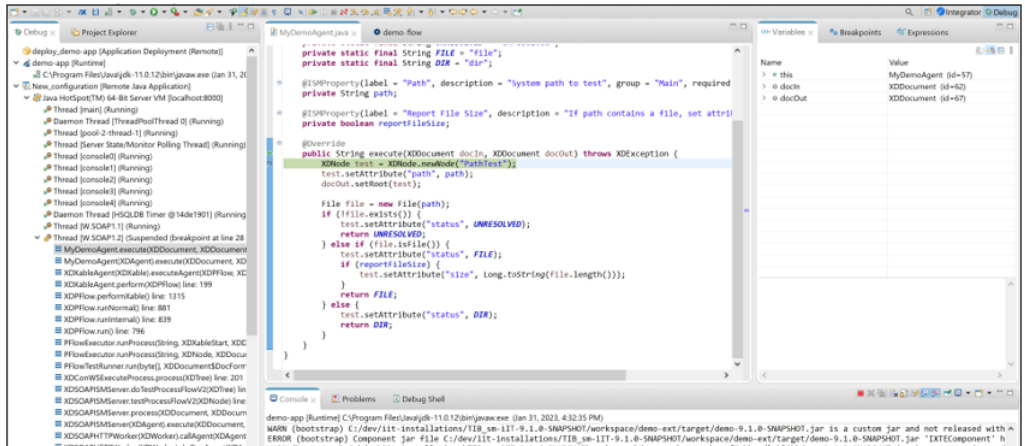 Integrator Debug
Debug Project Explorer
deploy_demo-app [Application Deployment (Remote)]
demo-app [Runtime]
C:\Program Files\Java\jdk-11.0.12\bin\javaw.exe (Jan 31, 20
New_configuration [Remote Java Application]
Java HotSpot(TM) 64-Bit Server VM [localhost:8000]
Thread [main] (Running)
Daemon Thread [ThreadPoolThread 0] (Running)
Thread [pool-2-thread-1] (Running)
Thread [Server State/Monitor Polling Thread] (Running)
Thread [console0] (Running)
Thread [console1] (Running)
Thread [console2] (Running)
Thread [console3] (Running)
Thread [console4] (Running)
Daemon Thread [HSQLDB Timer @14de1901] (Running
Thread [W.SOAP1.1] (Running)
Thread [W.SOAP1.2] (Suspended (breakpoint at line 28
MyDemoAgent.execute(XDDocument, XDDocument
MyDemoAgent(XDAgent).execute(XDDocument, XD
XDXableAgent(XDXable).executeAgent(XDPFlow, XD
XDXableAgent.perform(XDPFlow) line: 199
XDPFlow.performXable() line: 1315
XDPFlow.runNormal() line: 881
XDPFlow.runInternal() line: 839
XDPFlow.run() line: 796
PFlowExecutor.runProcess(String, XDXableStart, XDD
PFlowExecutor.runProcess(String, XDNode, XDDocu
PFlowTestRunner.run(byte[], XDDocument$DocForm
XDConWSExecuteProcess.process(XDTree) line: 201
XDSOAPISMServer.doTestProcessFlowV2(XDTree) lin
XDSOAPISMServer.testProcessFlowV2(XDNode) line:
XDSOAPISMServer.process(XDDocument, XDDocum
XDSOAPISMServer.execute(XDDocument, XDDocum
XDSOAPHTTPWorker(XDWorker).callAgent(XDAgent
MyDemoAgent.java demo-flow
private static final String FILE = "file";
private static final String DIR = "dir";
@ISMProperty(label = "Path", description = "System path to test", group = "Main", required
private String path;
@ISMProperty(label = "Report File Size", description = "If path contains a file, set attri
private boolean reportFileSize;
@Override
public String execute(XDDocument docIn, XDDocument docOut) throws XDException {
XDNode test = XDNode.newNode("PathTest");
test.setAttribute("path", path);
docOut.setRoot(test);
File file = new File(path);
if (!file.exists()) {
test.setAttribute("status", UNRESOLVED);
return UNRESOLVED;
} else if (file.isFile()) {
test.setAttribute("status", FILE);
if (reportFileSize) {
test.setAttribute("size", Long.toString(file.length()));
}
return FILE;
} else {
test.setAttribute("status", DIR);
return DIR;
}
}
}
Variables Breakpoints Expressions
Name Value
this MyDemoAgent (id=57)
docIn XDDocument (id=62)
docOut XDDocument (id=67)
Console Problems Debug Shell
demo-app [Runtime] C:\Program Files\Java\jdk-11.0.12\bin\javaw.exe (Jan 31, 2023, 4:32:35 PM)
WARN (bootstrap) C:/dev/iit-installations/TIB_sm-iIT-9.1.0-SNAPSHOT/workspace/demo-ext/target/demo-9.1.0-SNAPSHOT.jar is a custom jar and not released with
ERROR (bootstrap) Component jar file C:/dev/iit-installations/TIB_sm-iIT-9.1.0-SNAPSHOT/workspace/demo-ext/target/demo-9.1.0-SNAPSHOT.jar 'IXTEComponent' h